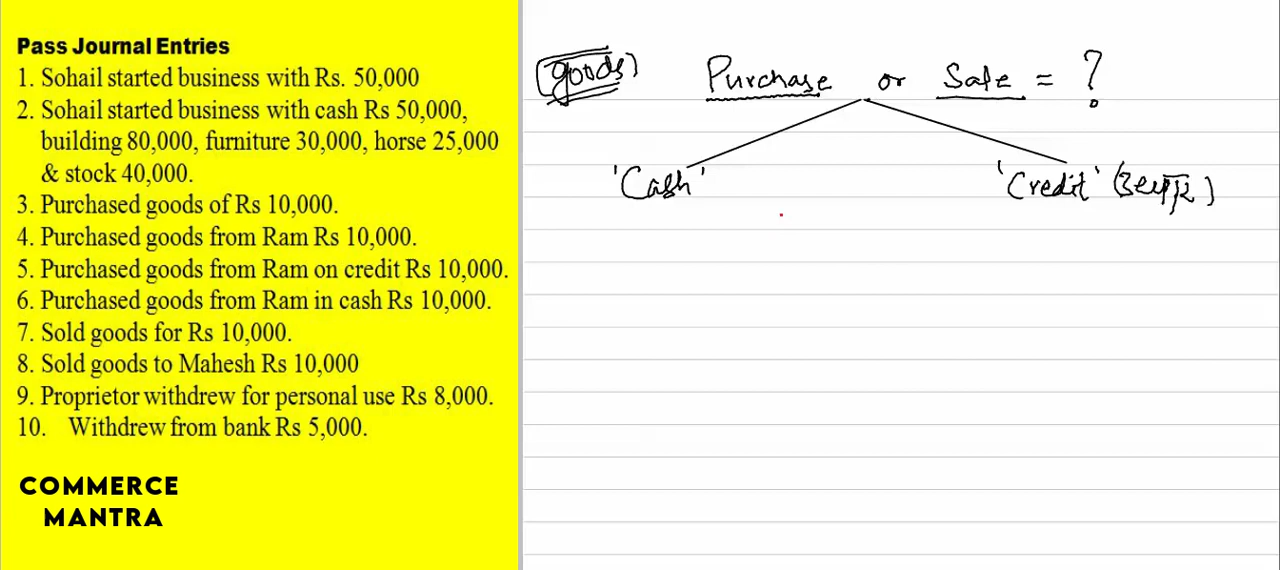 Pass Journal Entries
1. Sohail started business with Rs. 50,000
2. Sohail started business with cash Rs 50,000,
building 80,000, furniture 30,000, horse 25,000
& stock 40,000.
3. Purchased goods of Rs 10,000.
4. Purchased goods from Ram Rs 10,000.
5. Purchased goods from Ram on credit Rs 10,000.
6. Purchased goods from Ram in cash Rs 10,000.
7. Sold goods for Rs 10,000.
8. Sold goods to Mahesh Rs 10,000
9. Proprietor withdrew for personal use Rs 8,000.
10. Withdrew from bank Rs 5,000.
COMMERCE
MANTRA
(goods) Purchase or Sale = ?
'Cash' 'Credit' (उधार)